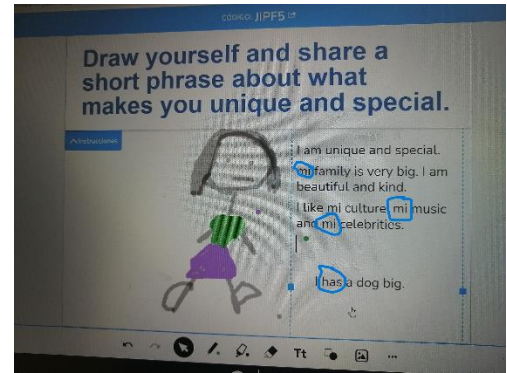 CÓDIGO: JIPF5
Draw yourself and share a
short phrase about what
makes you unique and special.
Instrucciones
I am unique and special.
mi family is very big. I am
beautiful and kind.
I like mi culture, mi music
and mi celebritics.
I has a dog big.
Tt